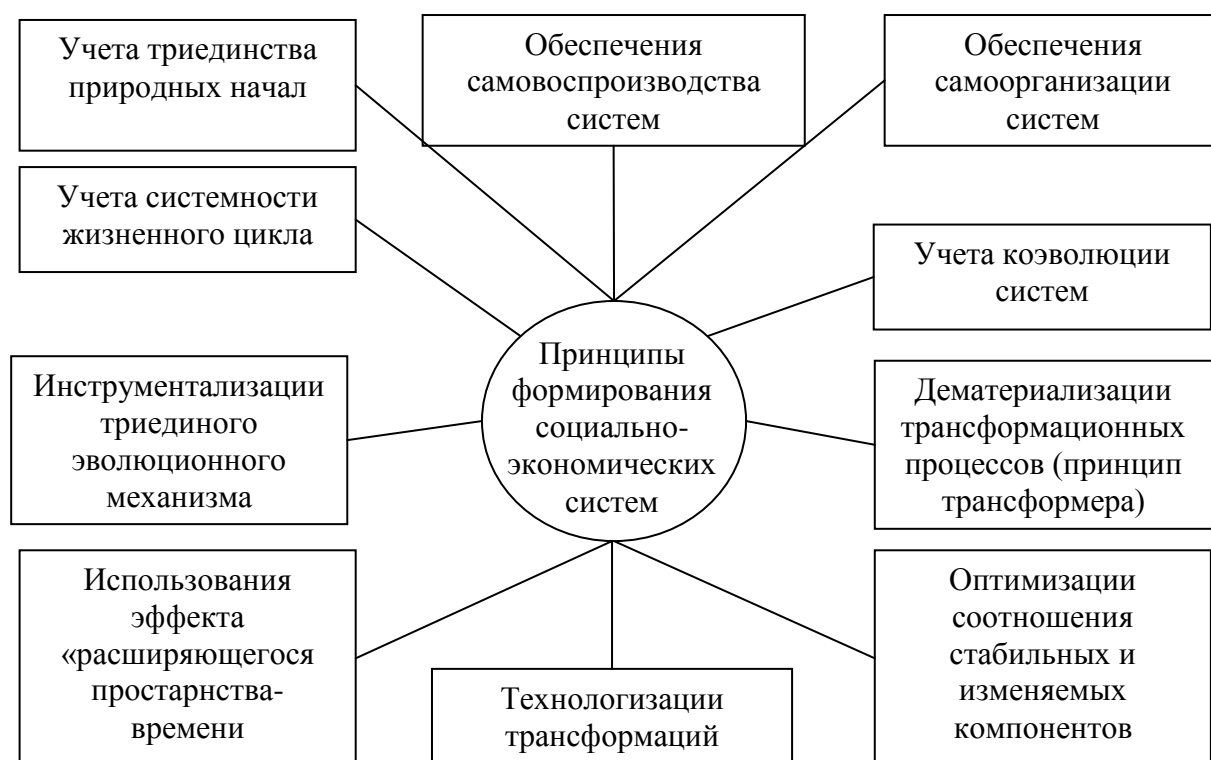 Учета триединства
природных начал
Обеспечения
самовоспроизводства
систем
Обеспечения
самоорганизации
систем
Учета системности
жизненного цикла
Учета коэволюции
систем
Принципы
формирования
социально-
экономических
систем
Инструментализации
триединого
эволюционного
механизма
Дематериализации
трансформационных
процессов (принцип
трансформера)
Использования
эффекта
«расширяющегося
простарнства-
времени
Технологизации
трансформаций
Оптимизации
соотношения
стабильных и
изменяемых
компонентов